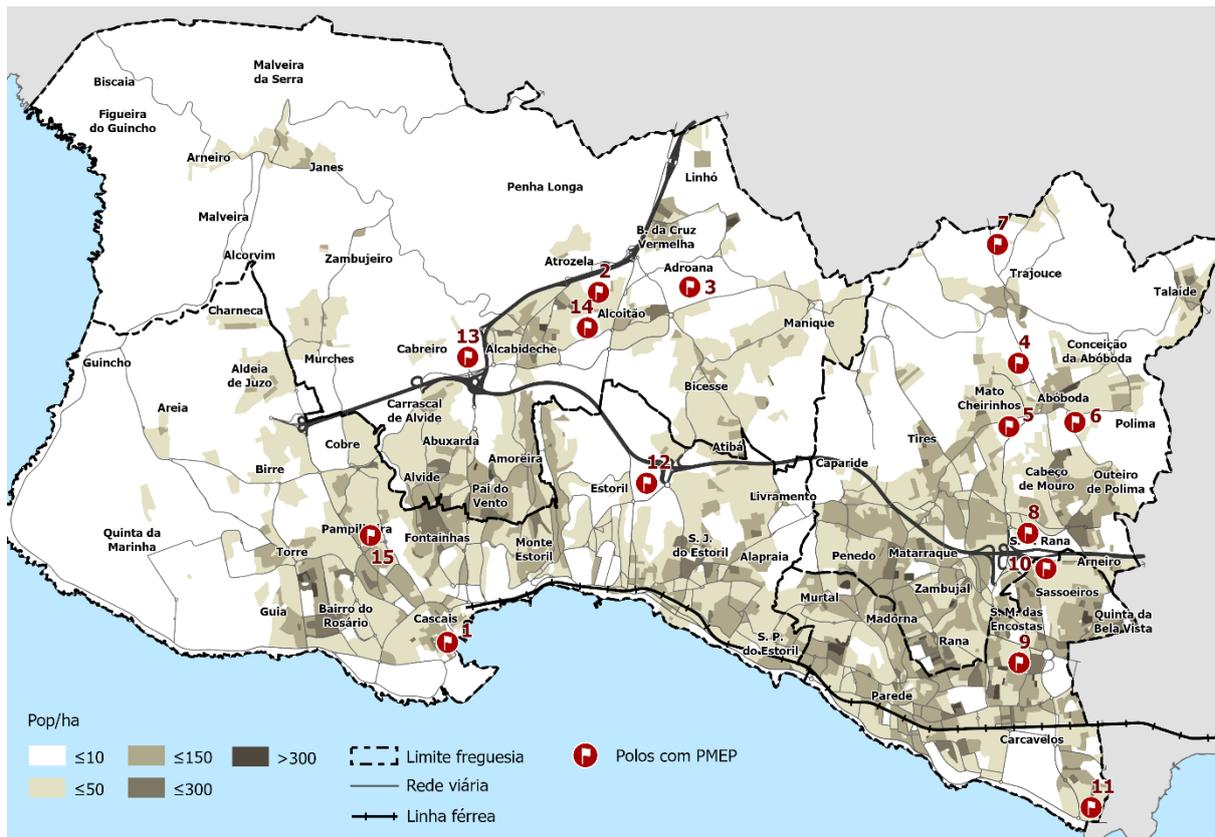 Malveira
da Serra
Biscaia
Figueira
do Guincho
Arneiro
Janes
Linhó
Penha Longa
Malveira
B. da Cruz
Vermelha
7
Alcorvim
Zambujeiro
Atrozela
Adroana
2
3
Trajouce
Talaíde
Charneca
14
Alcoitão
Manique
13
Cabreiro
Alcabideche
4
Conceição
da Abóboda
Guincho
Murches
Aldeia
de Juzo
Bicesse
Mato
Cheirinhos
Abóboda
Areia
Carrascal
de Alvide
5
6
Polima
Cobre
Abuxarda
Atibá
Tires
Amoreira
12
Caparide
Birre
Alvide
Pai do
Vento
Estoril
Livramento
Cabeço
de Mouro
Outeiro
de Polima
8
Quinta da
Marinha
Pampilheira
Fontainhas
Monte
Estoril
S. J.
do Estoril
Rana
Torre
15
Alapraia
Penedo
Matarraque
10
Arneiro
Zambujal
Sassoeiros
Murtal
Guia
Bairro do
Rosário
Cascais
Madôrna
S. M. das
Encostas
Quinta da
Bela Vista
1
S. P.
do Estoril
Rana
9
Parede
Carcavelos
11
Pop/ha
≤10
≤150
>300
≤50
≤300
Limite freguesia
Rede viária
Linha férrea
Polos com PMEP